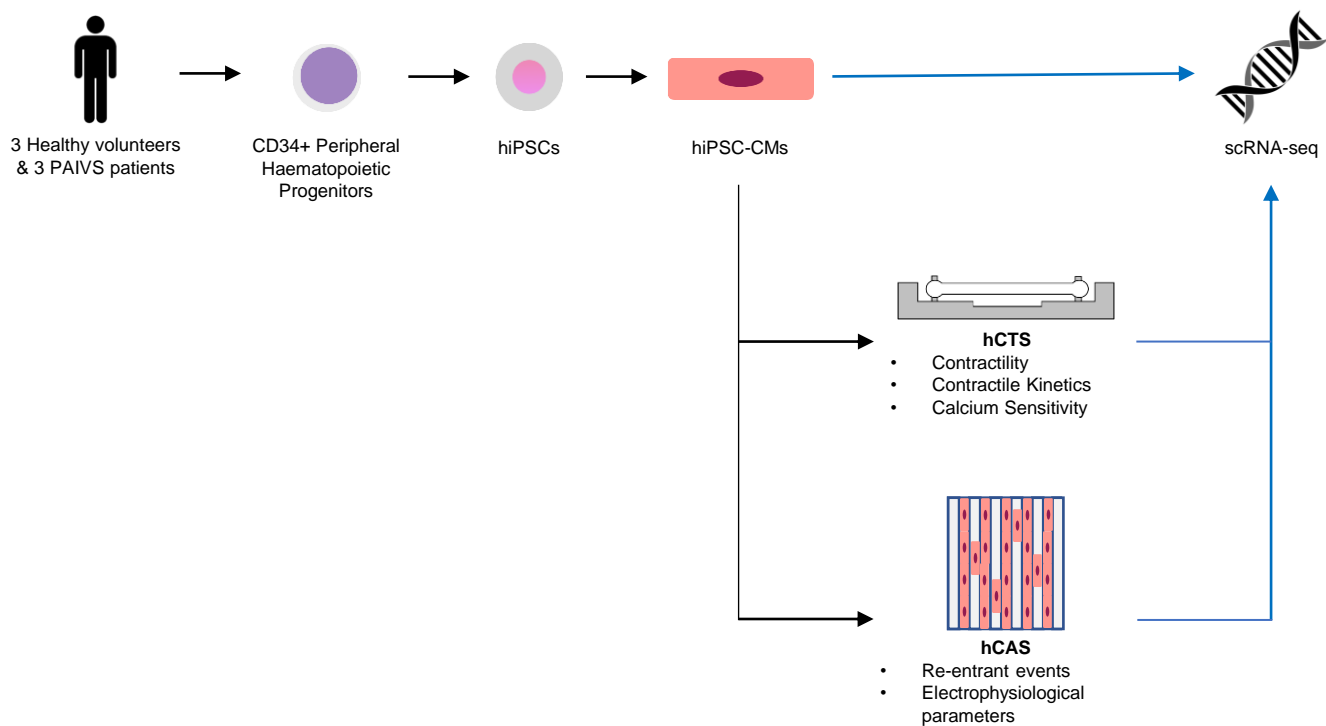 3 Healthy volunteers
& 3 PAIVS patients
CD34+ Peripheral
Haematopoietic
Progenitors
hiPSCs
hiPSC-CMs
scRNA-seq
hCTS
• Contractility
• Contractile Kinetics
• Calcium Sensitivity
hCAS
• Re-entrant events
• Electrophysiological
parameters